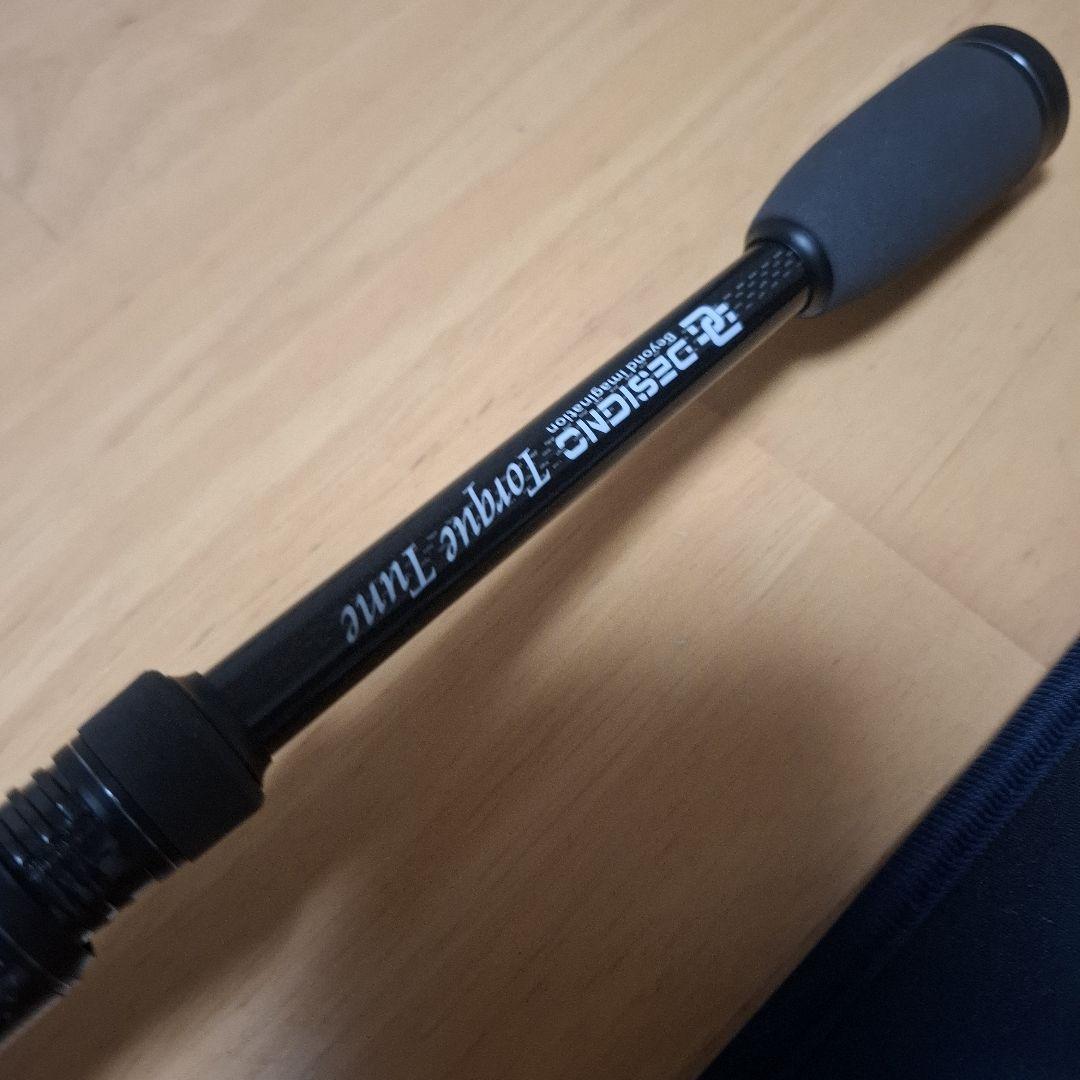 DESIGNO
Beyond imagination
Torque Tune